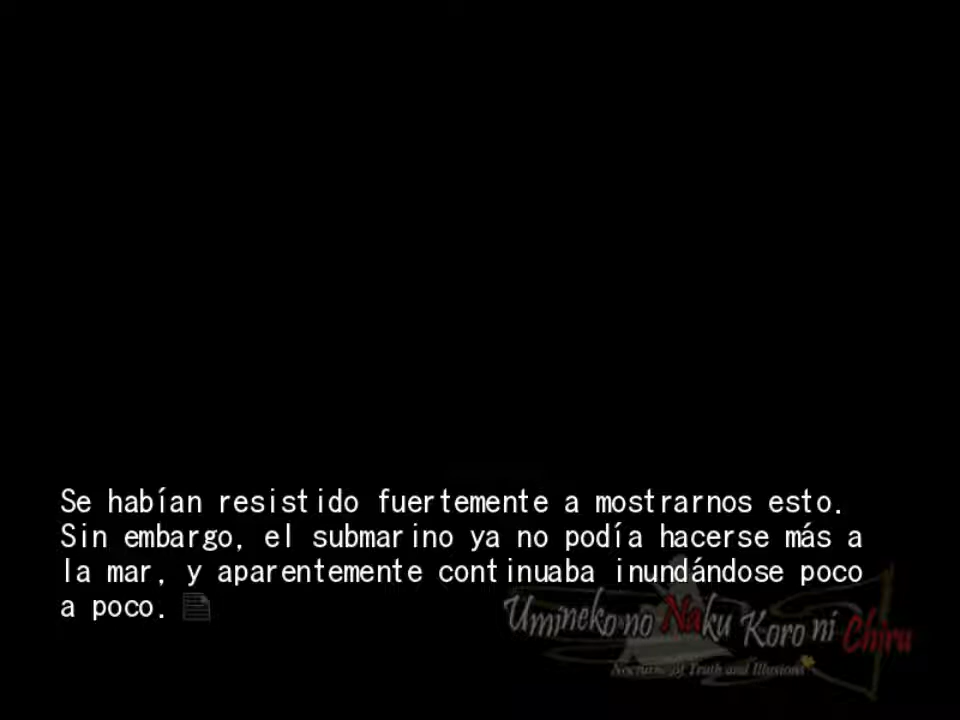 Se habían resistido fuertemente a mostrarnos esto.
Sin embargo, el submarino ya no podía hacerse más a
la mar, y aparentemente continuaba inundándose poco
a poco.
Umineko no Naku Koro ni Chiru
Nocturne of Truth and Illusions